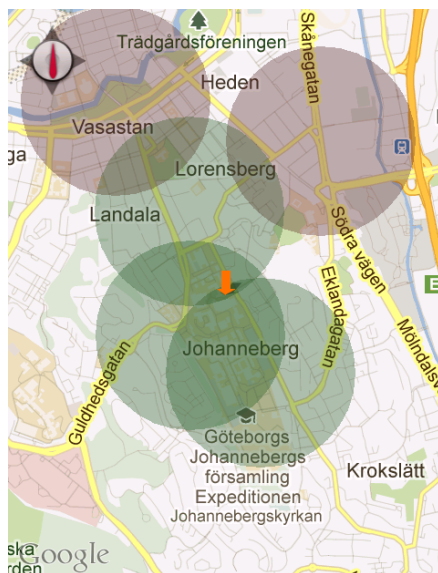 Trädgårdsföreningen
Skånegatan
Heden
Vasastan
ga
Lorensberg
Landala
Södra vägen
Eklandagatan
E
Mölndalsv
Johanneberg
Guldhedsgatan
Göteborgs
Johannebergs
församling
Expeditionen
Johannebergskyrkan
Krokslätt
ska
Google
rden